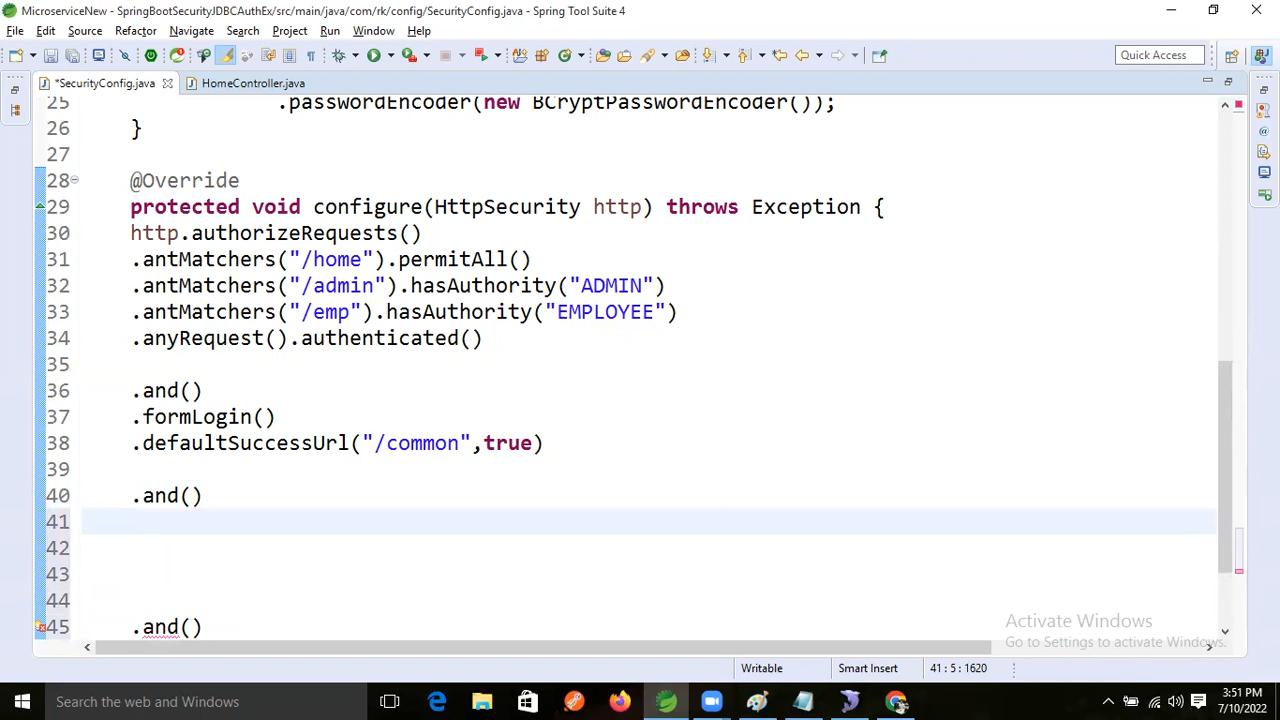 MicroserviceNew - SpringBootSecurityJDBCAuthEx/src/main/java/com/rk/config/SecurityConfig.java - Spring Tool Suite 4
File Edit Source Refactor Navigate Search Project Run Window Help
Quick Access
*SecurityConfig.java HomeController.java
25 .passwordEncoder(new BCryptPasswordEncoder());
26 }
27
28 @Override
29 protected void configure(HttpSecurity http) throws Exception {
30 http.authorizeRequests()
31 .antMatchers("/home").permitAll()
32 .antMatchers("/admin").hasAuthority("ADMIN")
33 .antMatchers("/emp").hasAuthority("EMPLOYEE")
34 .anyRequest().authenticated()
35
36 .and()
37 .formLogin()
38 .defaultSuccessUrl("/common",true)
39
40 .and()
41
42
43
44
45 .and()
Activate Windows
Go to Settings to activate Windows.
Writable Smart Insert 41 : 5 : 1620
Search the web and Windows
3:51 PM
7/10/2022